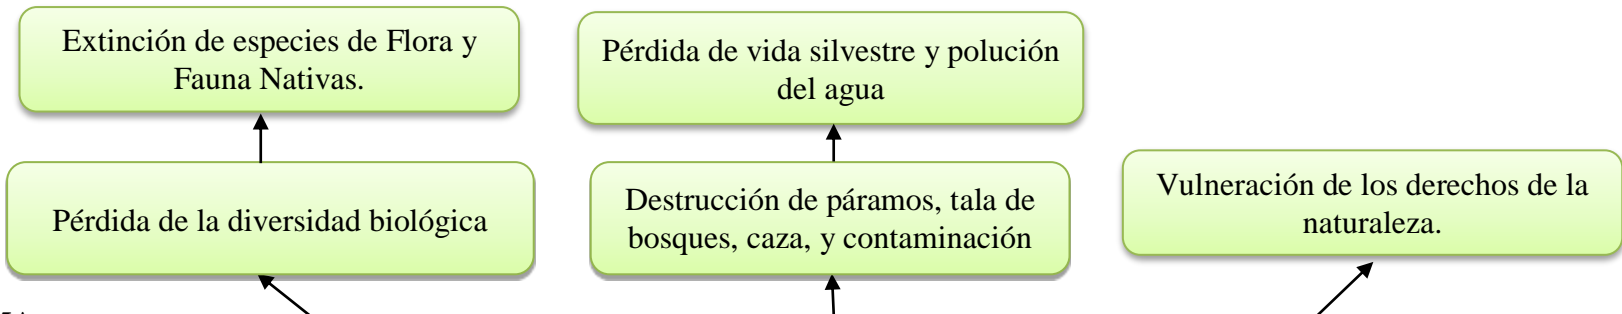 Extinción de especies de Flora y
Fauna Nativas.
Pérdida de vida silvestre y polución
del agua
Pérdida de la diversidad biológica
Destrucción de páramos, tala de
bosques, caza, y contaminación
Vulneración de los derechos de la
naturaleza.